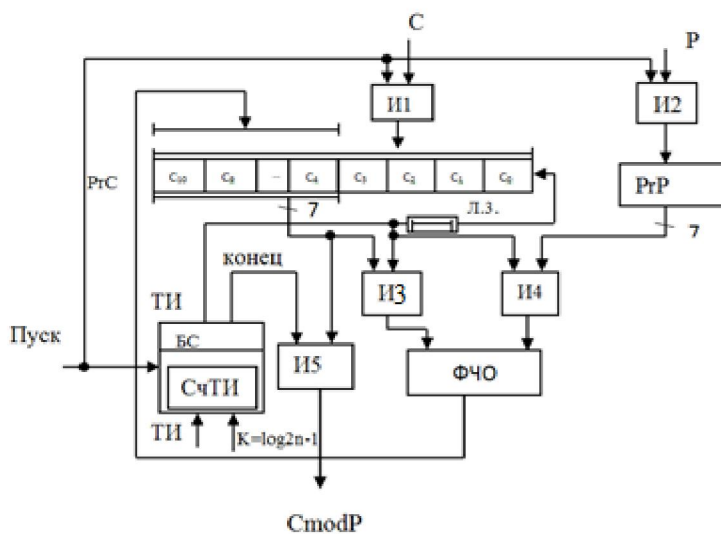 C
P
И1
И2
PrC
C₁₀
C₉
...
C₄
C₃
C₂
C₁
C₀
PrP
7
Л.З.
7
конец
ТИ
И3
И4
Пуск
БС
И5
ФЧО
СчТИ
ТИ
K=log2n-1
CmodP